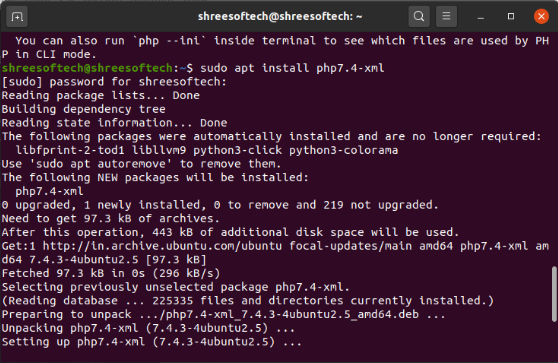 shreesoftech@shreesoftech: ~
You can also run `php --ini` inside terminal to see which files are used by PH
P in CLI mode.
shreesoftech@shreesoftech:~$ sudo apt install php7.4-xml
[sudo] password for shreesoftech:
Reading package lists... Done
Building dependency tree
Reading state information... Done
The following packages were automatically installed and are no longer required:
  libfprint-2-tod1 libllvm9 python3-click python3-colorama
Use 'sudo apt autoremove' to remove them.
The following NEW packages will be installed:
  php7.4-xml
0 upgraded, 1 newly installed, 0 to remove and 219 not upgraded.
Need to get 97.3 kB of archives.
After this operation, 443 kB of additional disk space will be used.
Get:1 http://in.archive.ubuntu.com/ubuntu focal-updates/main amd64 php7.4-xml am
d64 7.4.3-4ubuntu2.5 [97.3 kB]
Fetched 97.3 kB in 0s (296 kB/s)
Selecting previously unselected package php7.4-xml.
(Reading database ... 225335 files and directories currently installed.)
Preparing to unpack .../php7.4-xml_7.4.3-4ubuntu2.5_amd64.deb ...
Unpacking php7.4-xml (7.4.3-4ubuntu2.5) ...
Setting up php7.4-xml (7.4.3-4ubuntu2.5) ...